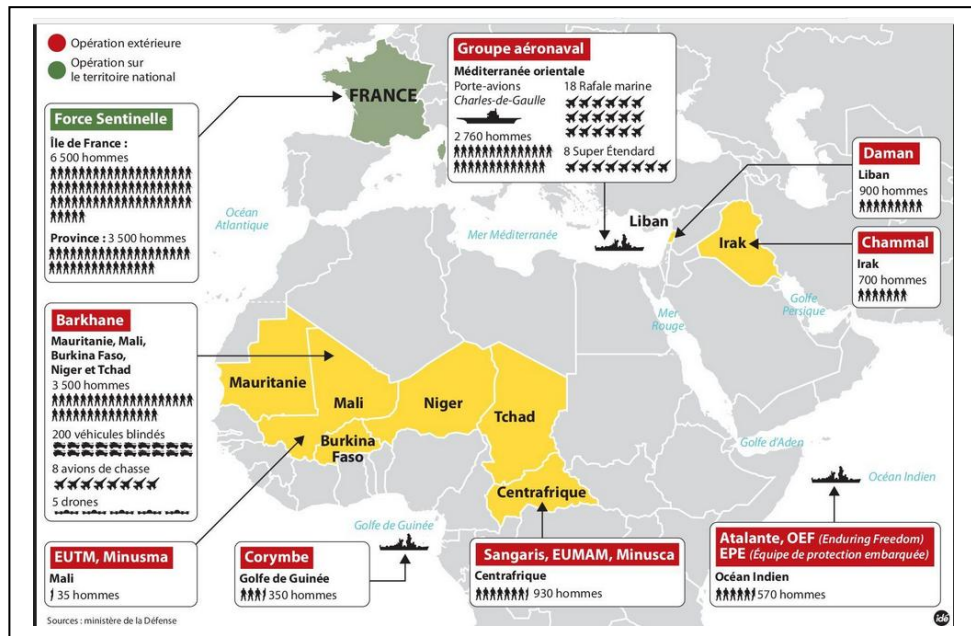 Opération extérieure
Opération sur
le territoire national
FRANCE
Force Sentinelle
Île de France :
6 500 hommes
Province : 3 500 hommes
Groupe aéronaval
Méditerranée orientale
Porte-avions
Charles-de-Gaulle
2 760 hommes
18 Rafale marine
8 Super Étendard
Daman
Liban
900 hommes
Chammal
Irak
700 hommes
Océan
Atlantique
Mer Méditerranée
Liban
Irak
Mer
Rouge
Golfe
Persique
Barkhane
Mauritanie, Mali,
Burkina Faso,
Niger et Tchad
3 500 hommes
200 véhicules blindés
8 avions de chasse
5 drones
Mauritanie
Mali
Niger
Tchad
Burkina
Faso
Centrafrique
Golfe d'Aden
Océan Indien
Golfe de Guinée
EUTM, Minusma
Mali
35 hommes
Corymbe
Golfe de Guinée
350 hommes
Sangaris, EUMAM, Minusca
Centrafrique
930 hommes
Atalante, OEF (Enduring Freedom)
EPE (Équipe de protection embarquée)
Océan Indien
570 hommes
Sources : ministère de la Défense
idé